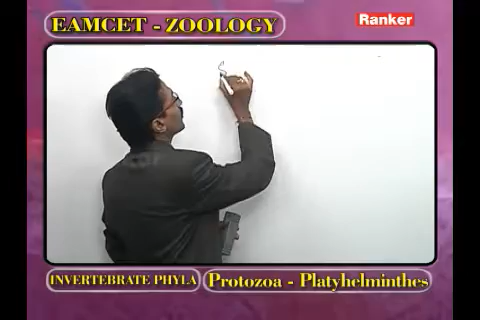 EAMCET - ZOOLOGY
Ranker
INVERTEBRATE PHYLA
Protozoa - Platyhelminthes